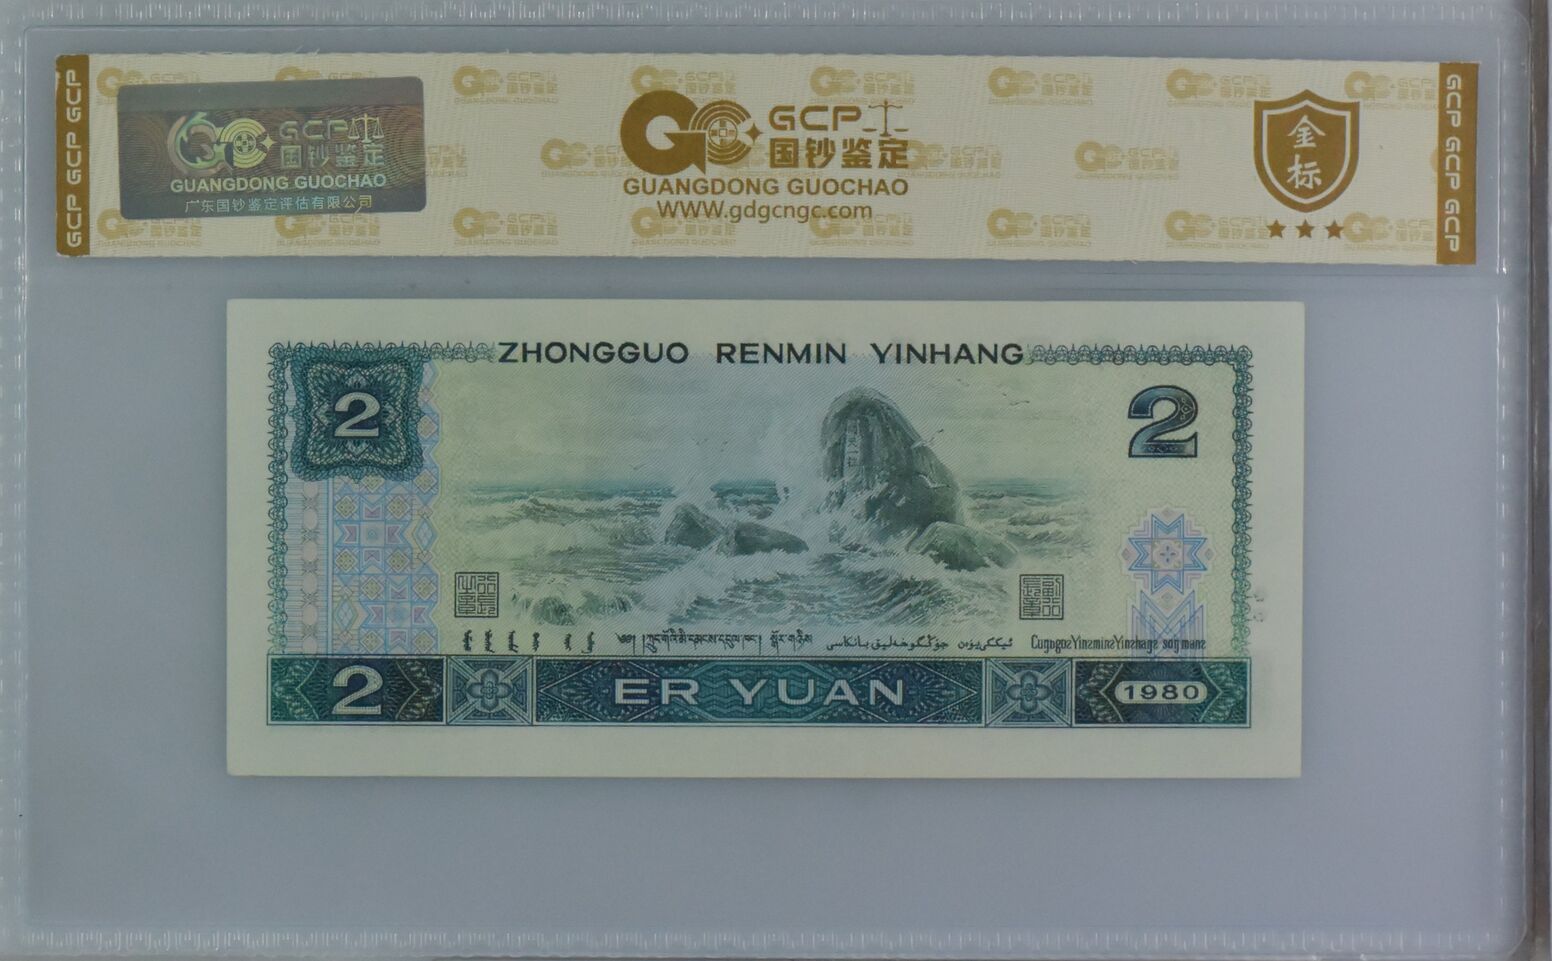 GCP GCP GCP
GCP
国钞鉴定
GUANGDONG GUOCHAO
广东国钞鉴定评估有限公司
GCP
国钞鉴定
GUANGDONG GUOCHAO
WWW.gdgcngc.com
金标
GCP GCP GCP
ZHONGGUO RENMIN YINHANG
2
2
2
ER YUAN
1980